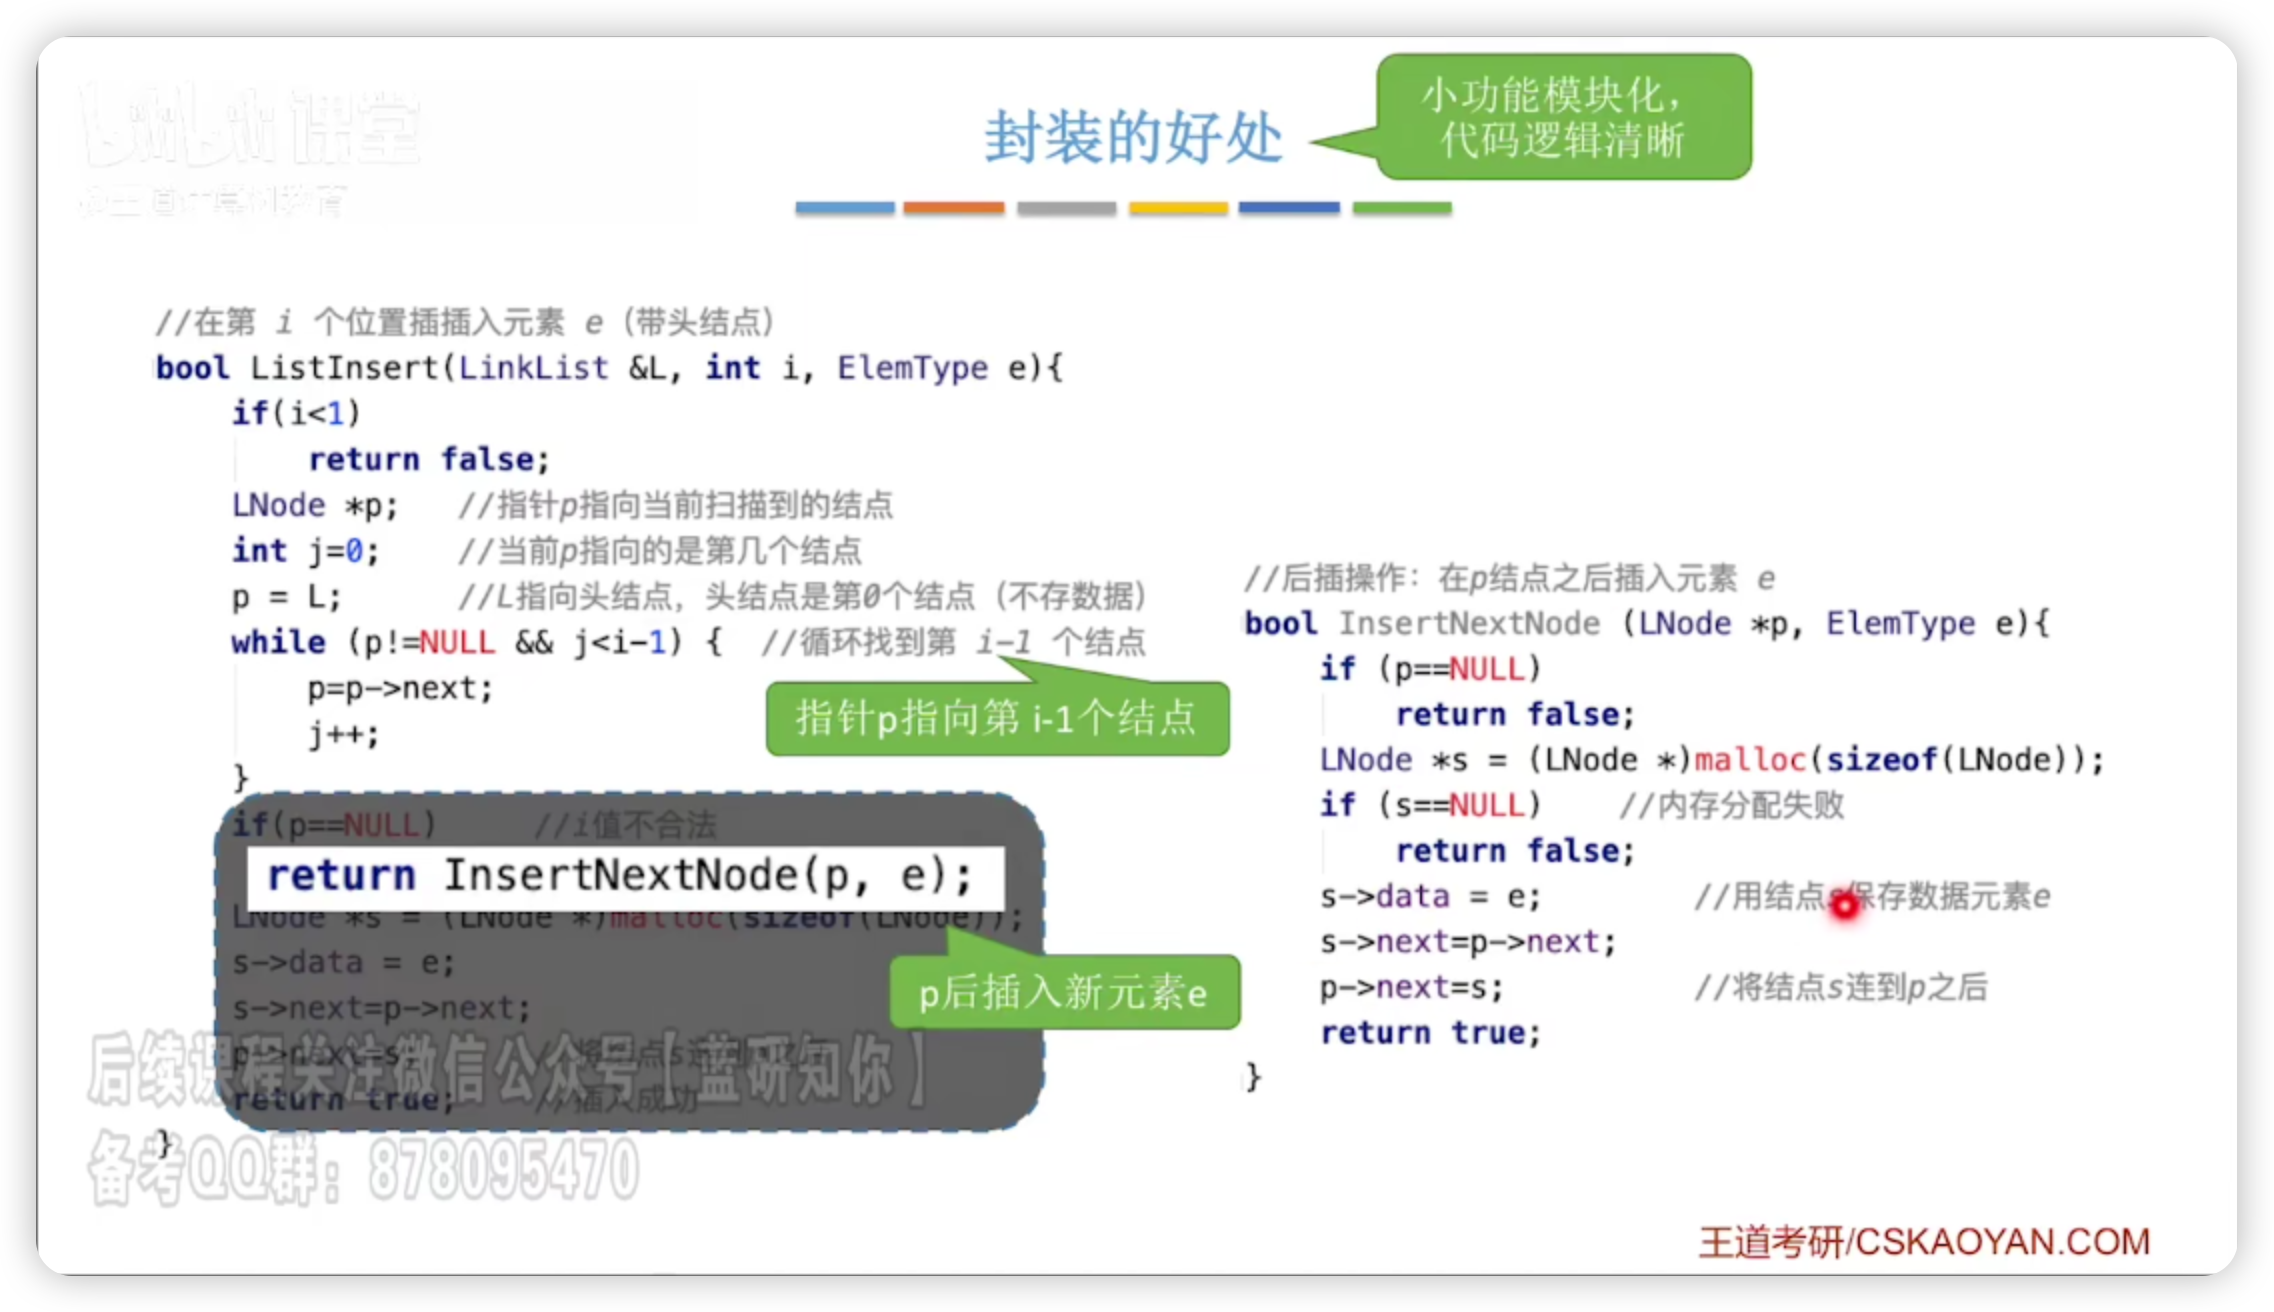 bilibili 课堂
@王道计算机教育
封装的好处
小功能模块化，
代码逻辑清晰
//在第 i 个位置插插入元素 e（带头结点）
bool ListInsert(LinkList &L, int i, ElemType e){
if(i<1)
return false;
LNode *p; //指针p指向当前扫描到的结点
int j=0; //当前p指向的是第几个结点
p = L; //L指向头结点，头结点是第0个结点（不存数据）
while (p!=NULL && j<i-1) { //循环找到第 i-1 个结点
p=p->next;
j++;
}
指针p指向第 i-1个结点
if(p==NULL) //i值不合法
return InsertNextNode(p, e);
LNode *s = (LNode *)malloc(sizeof(LNode));
s->data = e;
s->next=p->next;
p->next=s; //将结点s连到p之后
return true; //插入成功
}
p后插入新元素e
//后插操作：在p结点之后插入元素 e
bool InsertNextNode (LNode *p, ElemType e){
if (p==NULL)
return false;
LNode *s = (LNode *)malloc(sizeof(LNode));
if (s==NULL) //内存分配失败
return false;
s->data = e; //用结点s保存数据元素e
s->next=p->next;
p->next=s; //将结点s连到p之后
return true;
}
后续课程关注微信公众号【蓝研知你】
备考QQ群：878095470
王道考研/CSKAOYAN.COM